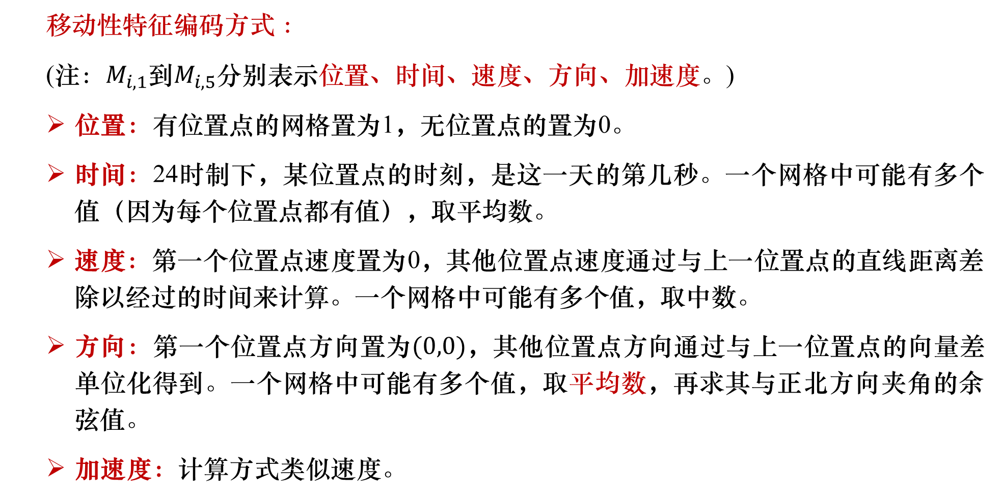 移动性特征编码方式：
(注：M_{i,1}到M_{i,5}分别表示位置、时间、速度、方向、加速度。)
➢ 位置：有位置点的网格置为1，无位置点的置为0。
➢ 时间：24时制下，某位置点的时刻，是这一天的第几秒。一个网格中可能有多个
值（因为每个位置点都有值），取平均数。
➢ 速度：第一个位置点速度置为0，其他位置点速度通过与上一位置点的直线距离差
除以经过的时间来计算。一个网格中可能有多个值，取中数。
➢ 方向：第一个位置点方向置为(0,0)，其他位置点方向通过与上一位置点的向量差
单位化得到。一个网格中可能有多个值，取平均数，再求其与正北方向夹角的余
弦值。
➢ 加速度：计算方式类似速度。